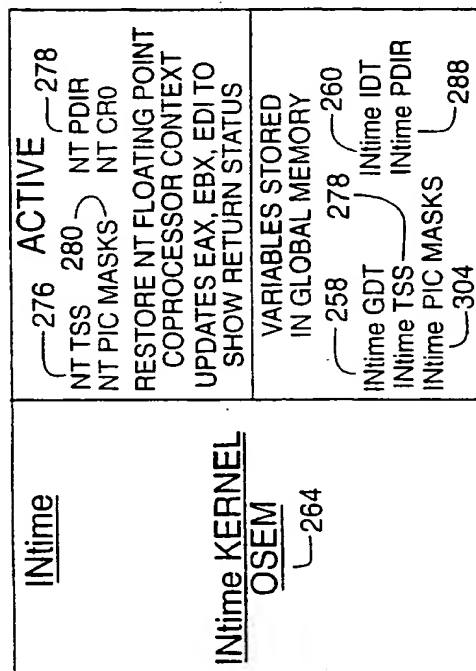 INtime
INtime KERNEL
OSEM
264
ACTIVE
276
278
NT TSS 280 NT PDIR
NT PIC MASKS NT CR0
RESTORE NT FLOATING POINT
COPROCESSOR CONTEXT
UPDATES EAX, EBX, EDI TO
SHOW RETURN STATUS
VARIABLES STORED
IN GLOBAL MEMORY
258 278 260
INtime GDT INtime IDT
INtime TSS INtime PDIR
INtime PIC MASKS
304 288